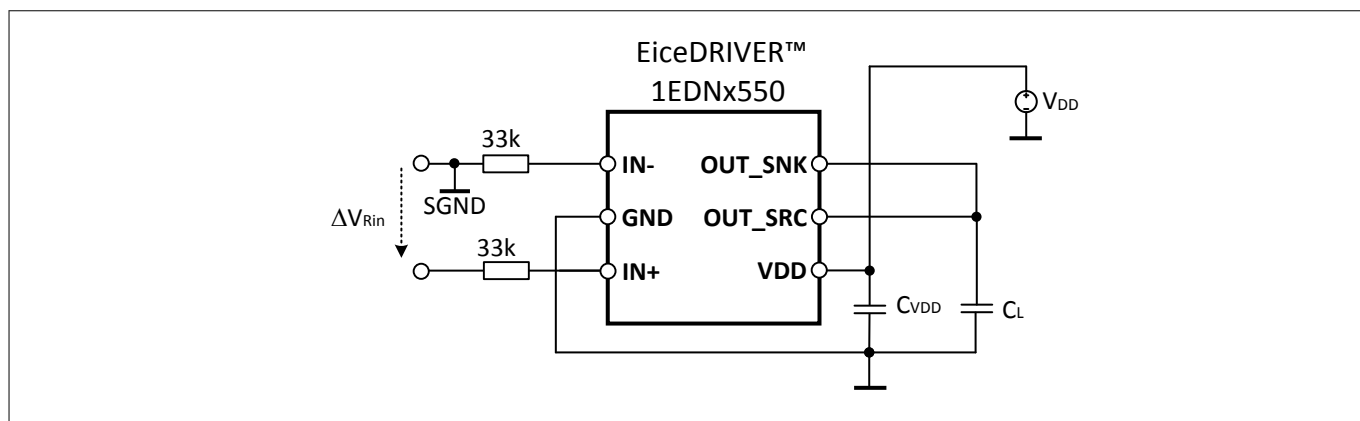 EiceDRIVER™
1EDNx550
VDD
33k
IN-
OUT_SNK
SGND
ΔVRin
GND
OUT_SRC
33k
IN+
VDD
CVDD
CL